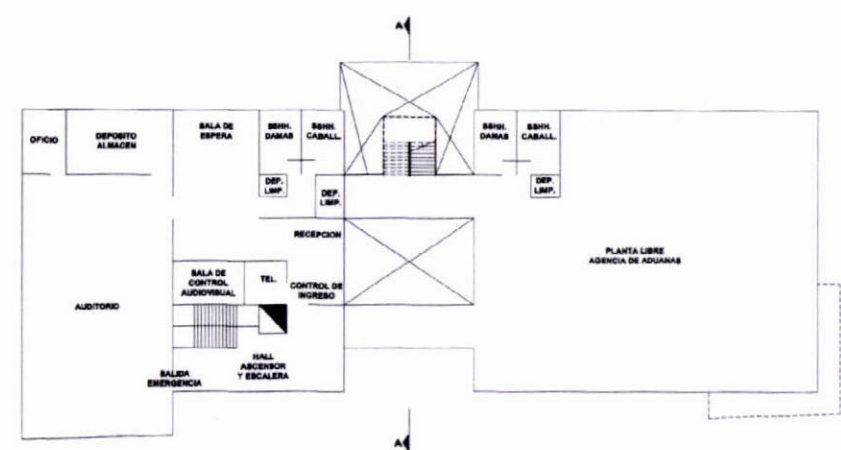 A
OFICIO
DEPOSITO
ALMACEN
SALA DE
ESPERA
SSHH.
DAMAS
SSHH.
CABALL.
SSHH.
DAMAS
SSHH.
CABALL.
DEP.
LIMP.
DEP.
LIMP.
DEP.
LIMP.
RECEPCION
PLANTA LIBRE
AGENCIA DE ADUANAS
SALA DE
CONTROL
AUDIOVISUAL
TEL.
CONTROL DE
INGRESO
AUDITORIO
HALL
ASCENSOR
Y ESCALERA
SALIDA
EMERGENCIA
A